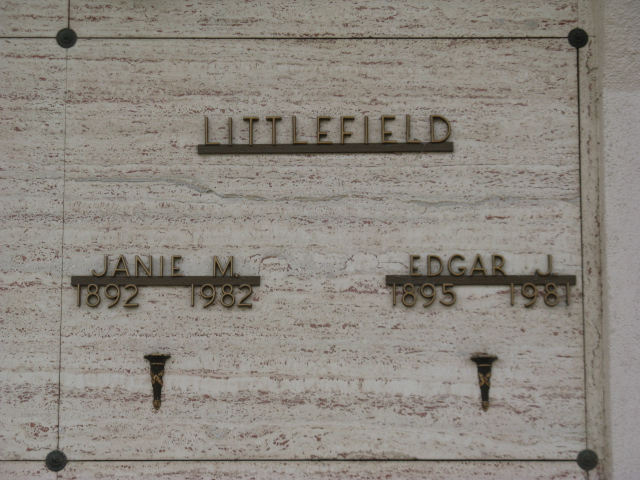 LITTLEFIELD
JANIE M. EDGAR J.
1892 1982 1895 1981